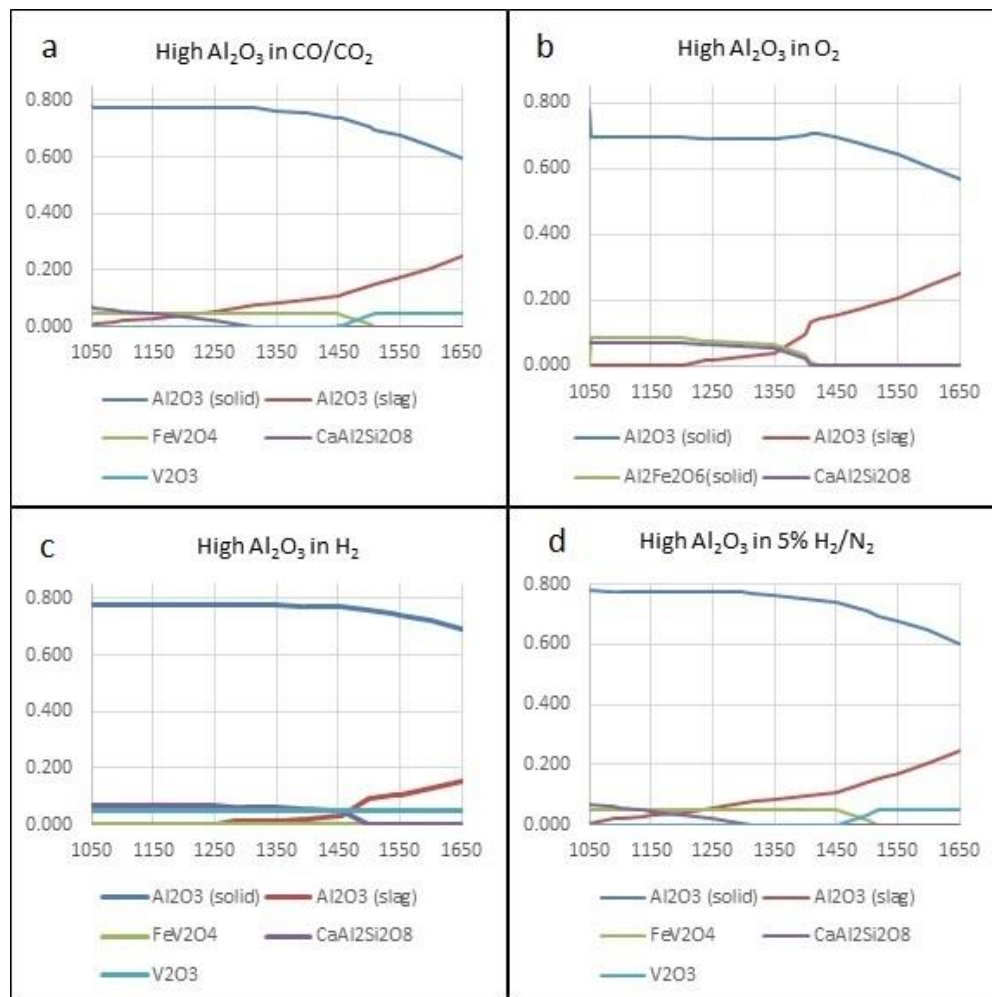 a
High Al₂O₃ in CO/CO₂
0.800
0.600
0.400
0.200
0.000
1050 1150 1250 1350 1450 1550 1650
Al2O3 (solid) Al2O3 (slag)
FeV2O4 CaAl2Si2O8
V2O3
b
High Al₂O₃ in O₂
0.800
0.600
0.400
0.200
0.000
1050 1150 1250 1350 1450 1550 1650
Al2O3 (solid) Al2O3 (slag)
Al2Fe2O6(solid) CaAl2Si2O8
c
High Al₂O₃ in H₂
0.800
0.600
0.400
0.200
0.000
1050 1150 1250 1350 1450 1550 1650
Al2O3 (solid) Al2O3 (slag)
FeV2O4 CaAl2Si2O8
V2O3
d
High Al₂O₃ in 5% H₂/N₂
0.800
0.600
0.400
0.200
0.000
1050 1150 1250 1350 1450 1550 1650
Al2O3 (solid) Al2O3 (slag)
FeV2O4 CaAl2Si2O8
V2O3